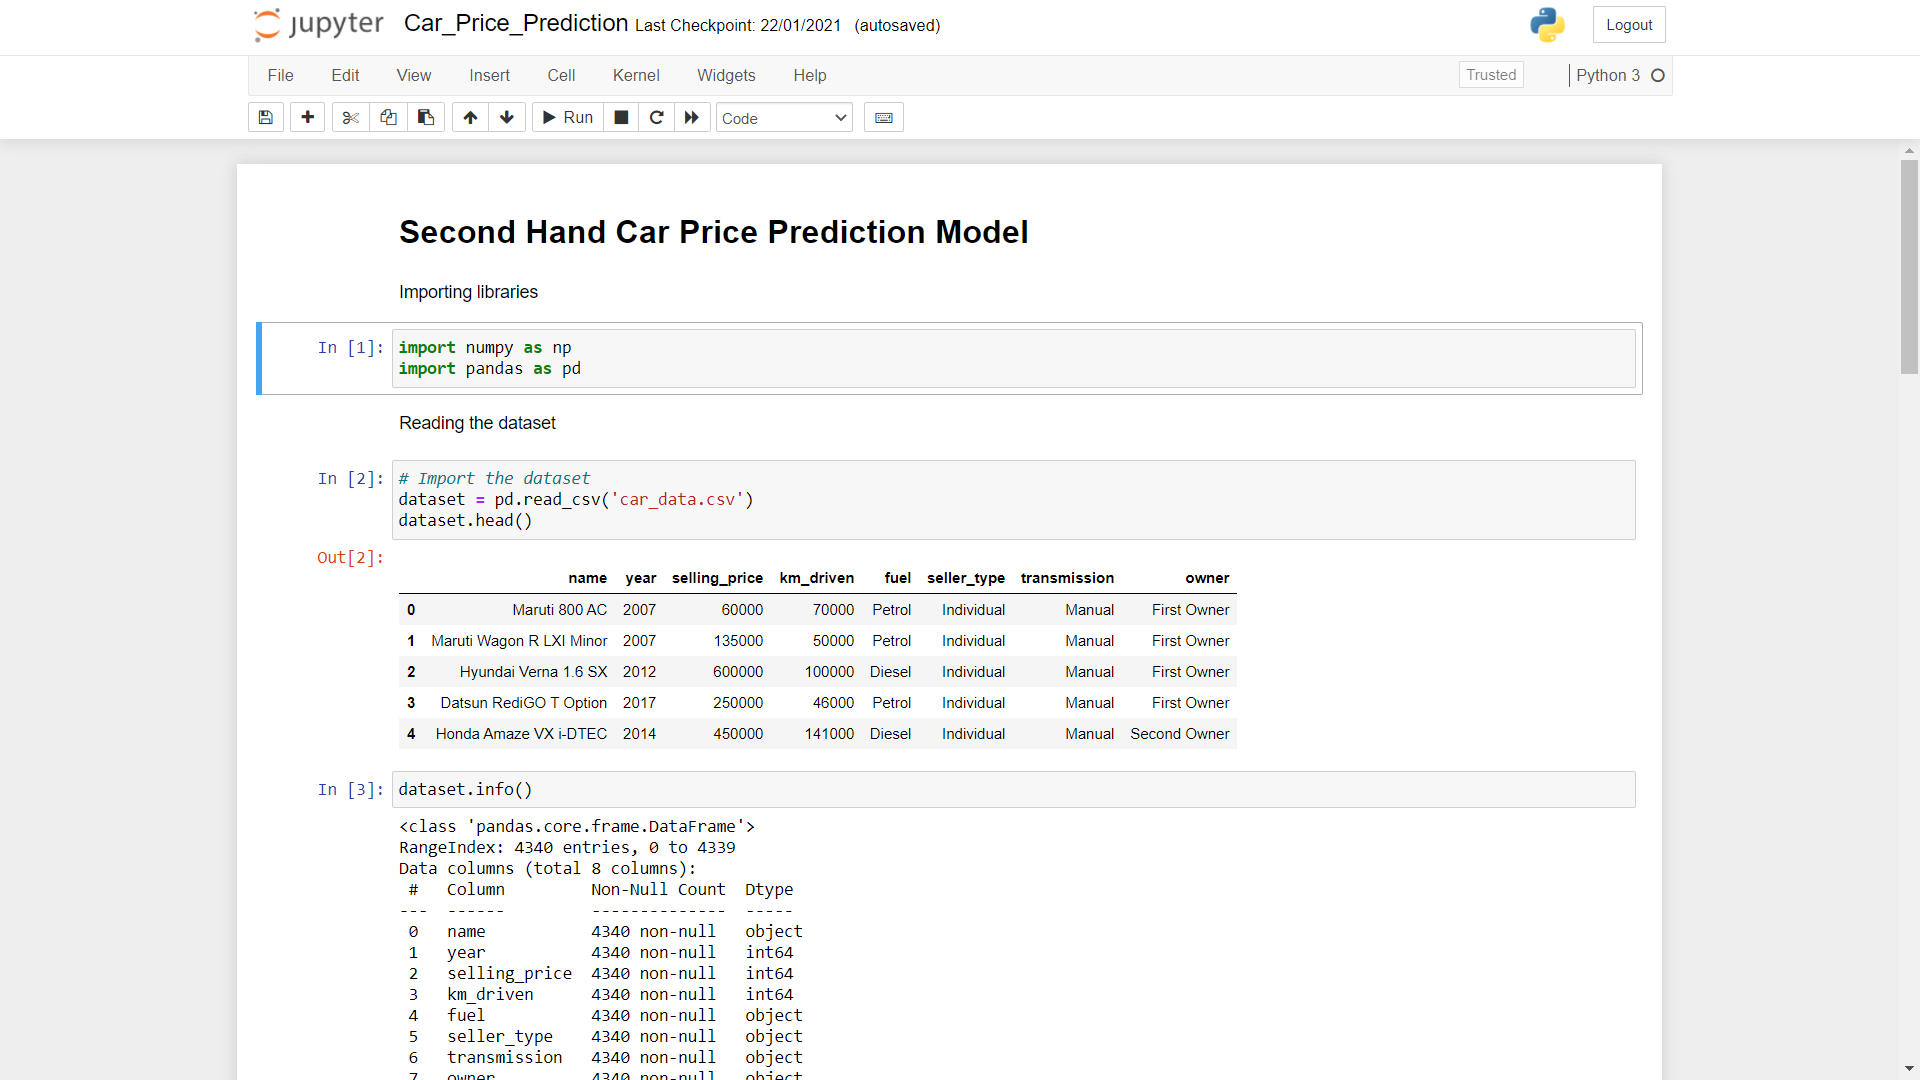 jupyter Car_Price_Prediction Last Checkpoint: 22/01/2021 (autosaved)
Logout
File Edit View Insert Cell Kernel Widgets Help
Trusted
Python 3
Run
Code
Second Hand Car Price Prediction Model
Importing libraries
In [1]: import numpy as np
import pandas as pd
Reading the dataset
In [2]: # Import the dataset
dataset = pd.read_csv('car_data.csv')
dataset.head()
Out[2]:
name year selling_price km_driven fuel seller_type transmission owner
0 Maruti 800 AC 2007 60000 70000 Petrol Individual Manual First Owner
1 Maruti Wagon R LXI Minor 2007 135000 50000 Petrol Individual Manual First Owner
2 Hyundai Verna 1.6 SX 2012 600000 100000 Diesel Individual Manual First Owner
3 Datsun RediGO T Option 2017 250000 46000 Petrol Individual Manual First Owner
4 Honda Amaze VX i-DTEC 2014 450000 141000 Diesel Individual Manual Second Owner
In [3]: dataset.info()
<class 'pandas.core.frame.DataFrame'>
RangeIndex: 4340 entries, 0 to 4339
Data columns (total 8 columns):
# Column Non-Null Count Dtype
--- ------ -------------- -----
0 name 4340 non-null object
1 year 4340 non-null int64
2 selling_price 4340 non-null int64
3 km_driven 4340 non-null int64
4 fuel 4340 non-null object
5 seller_type 4340 non-null object
6 transmission 4340 non-null object
7 owner 4340 non-null object